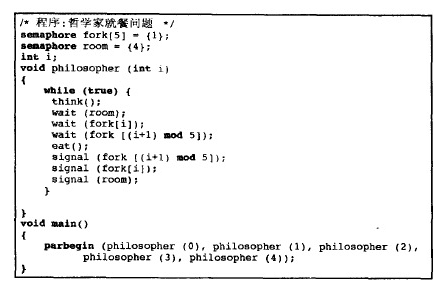 /* 程序:哲学家就餐问题 */
semaphore fork[5] = {1};
semaphore room = {4};
int i;
void philosopher (int i)
{
while (true) {
think();
wait (room);
wait (fork[i]);
wait (fork [(i+1) mod 5]);
eat();
signal (fork [(i+1) mod 5]);
signal (fork[i]);
signal (room);
}
}
void main()
{
parbegin (philosopher (0), philosopher (1), philosopher (2),
philosopher (3), philosopher (4));
}